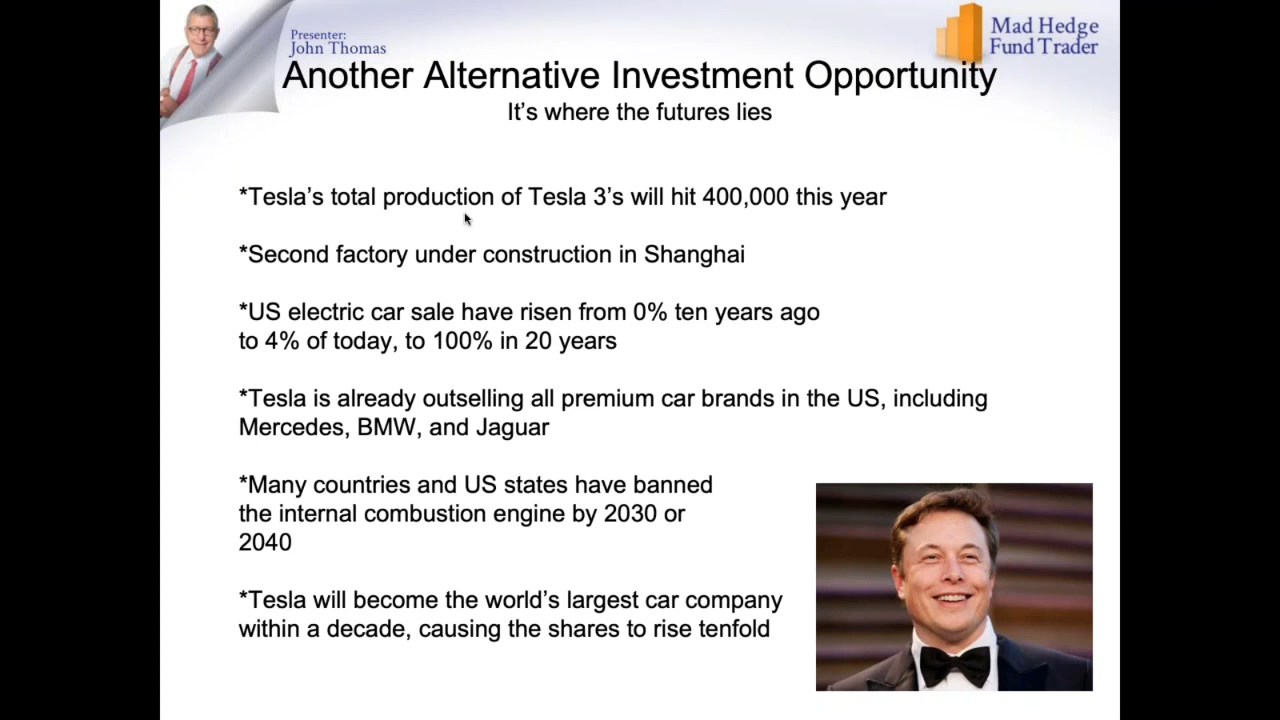 Presenter:
John Thomas
Mad Hedge
Fund Trader
Another Alternative Investment Opportunity
It’s where the futures lies
*Tesla’s total production of Tesla 3’s will hit 400,000 this year
*Second factory under construction in Shanghai
*US electric car sale have risen from 0% ten years ago
to 4% of today, to 100% in 20 years
*Tesla is already outselling all premium car brands in the US, including
Mercedes, BMW, and Jaguar
*Many countries and US states have banned
the internal combustion engine by 2030 or
2040
*Tesla will become the world’s largest car company
within a decade, causing the shares to rise tenfold